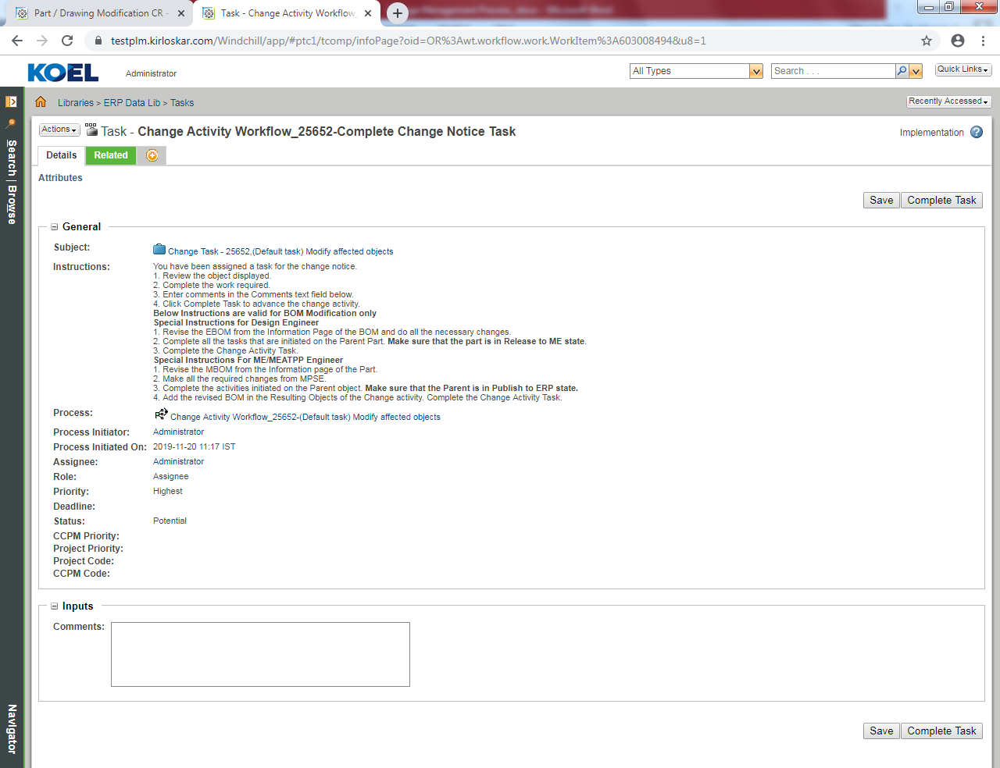 Part / Drawing Modification CR -
Task - Change Activity Workflow_
testplm.kirloskar.com/Windchill/app/#ptc1/tcomp/infoPage?oid=OR%3Awt.workflow.work.WorkItem%3A603008494&u8=1
KOEL
Administrator
All Types
Search . . .
Quick Links
Libraries > ERP Data Lib > Tasks
Recently Accessed
Actions
Task - Change Activity Workflow_25652-Complete Change Notice Task
Implementation
Details
Related
Search | Browse
Attributes
Save
Complete Task
General
Subject:
Change Task - 25652,(Default task) Modify affected objects
Instructions:
You have been assigned a task for the change notice.
1. Review the object displayed.
2. Complete the work required.
3. Enter comments in the Comments text field below.
4. Click Complete Task to advance the change activity.
Below Instructions are valid for BOM Modification only
Special Instructions for Design Engineer
1. Revise the EBOM from the Information Page of the BOM and do all the necessary changes.
2. Complete all the tasks that are initiated on the Parent Part. Make sure that the part is in Release to ME state.
3. Complete the Change Activity Task.
Special Instructions For ME/MEATPP Engineer
1. Revise the MBOM from the Information page of the Part.
2. Make all the required changes from MPSE.
3. Complete the activities initiated on the Parent object. Make sure that the Parent is in Publish to ERP state.
4. Add the revised BOM in the Resulting Objects of the Change activity. Complete the Change Activity Task.
Process:
Change Activity Workflow_25652-(Default task) Modify affected objects
Process Initiator:
Administrator
Process Initiated On:
2019-11-20 11:17 IST
Assignee:
Administrator
Role:
Assignee
Priority:
Highest
Deadline:
Status:
Potential
CCPM Priority:
Project Priority:
Project Code:
CCPM Code:
Inputs
Comments:
Navigator
Save
Complete Task